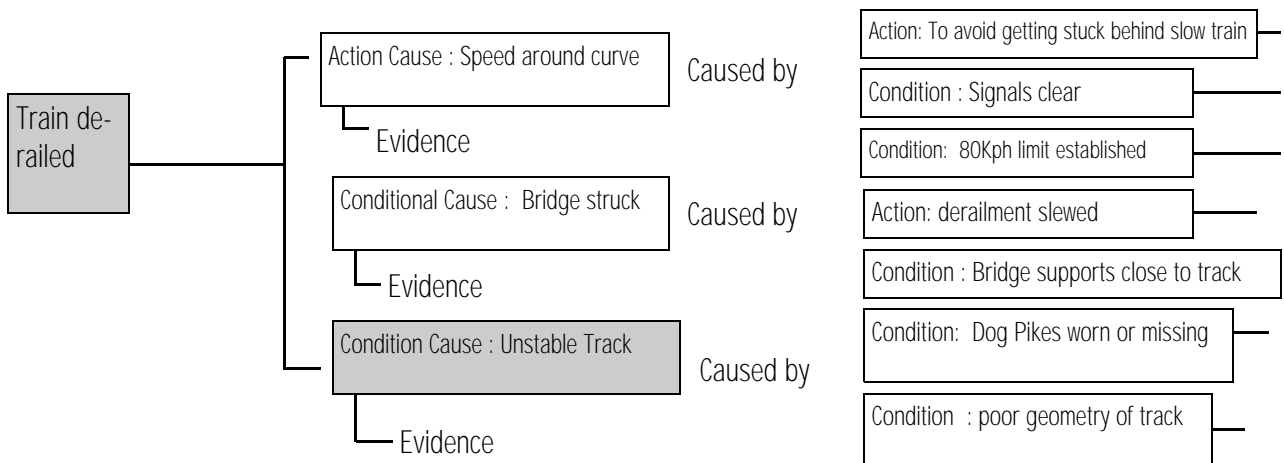 Train de-
railed
Action Cause : Speed around curve
Evidence
Caused by
Action: To avoid getting stuck behind slow train
Condition : Signals clear
Condition: 80Kph limit established
Conditional Cause : Bridge struck
Evidence
Caused by
Action: derailment slewed
Condition : Bridge supports close to track
Condition Cause : Unstable Track
Evidence
Caused by
Condition: Dog Pikes worn or missing
Condition : poor geometry of track